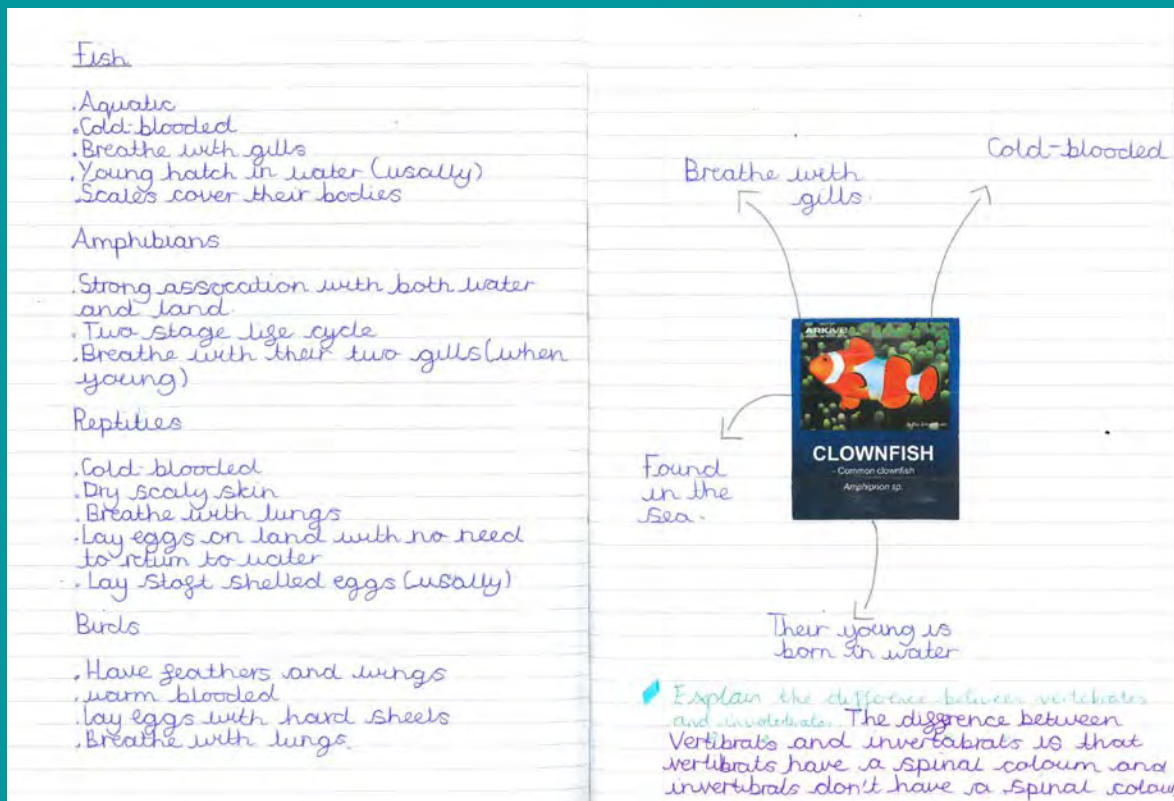 Fish
. Aquatic
. Cold-blooded
. Breathe with gills
. Young hatch in water (usally)
. Scales cover their bodies
Amphibians
. Strong assocation with both water
and land.
. Two stage life cycle
. Breathe with their two gills (when
young)
Reptities
. Cold-blooded
. Dry scaly skin
. Breathe with lungs
. Lay eggs on land with no need
to return to water
. Lay stoft shelled eggs (usally)
Birds
. Have feathers and wings
. warm blooded
. Lay eggs with hard sheels
. Breathe with lungs.
Breathe with
gills.
Cold-blooded
ARKIVE
CLOWNFISH
- Common clownfish
Amphiprion sp.
Found
in the
sea.
Their young is
born in water
Explain the difference between vertebrates
and invotebrats. The diffrence between
Vertibrats and invertabrats is that
vertibrats have a spinal coloum and
invertibrals don't have a spinal colou